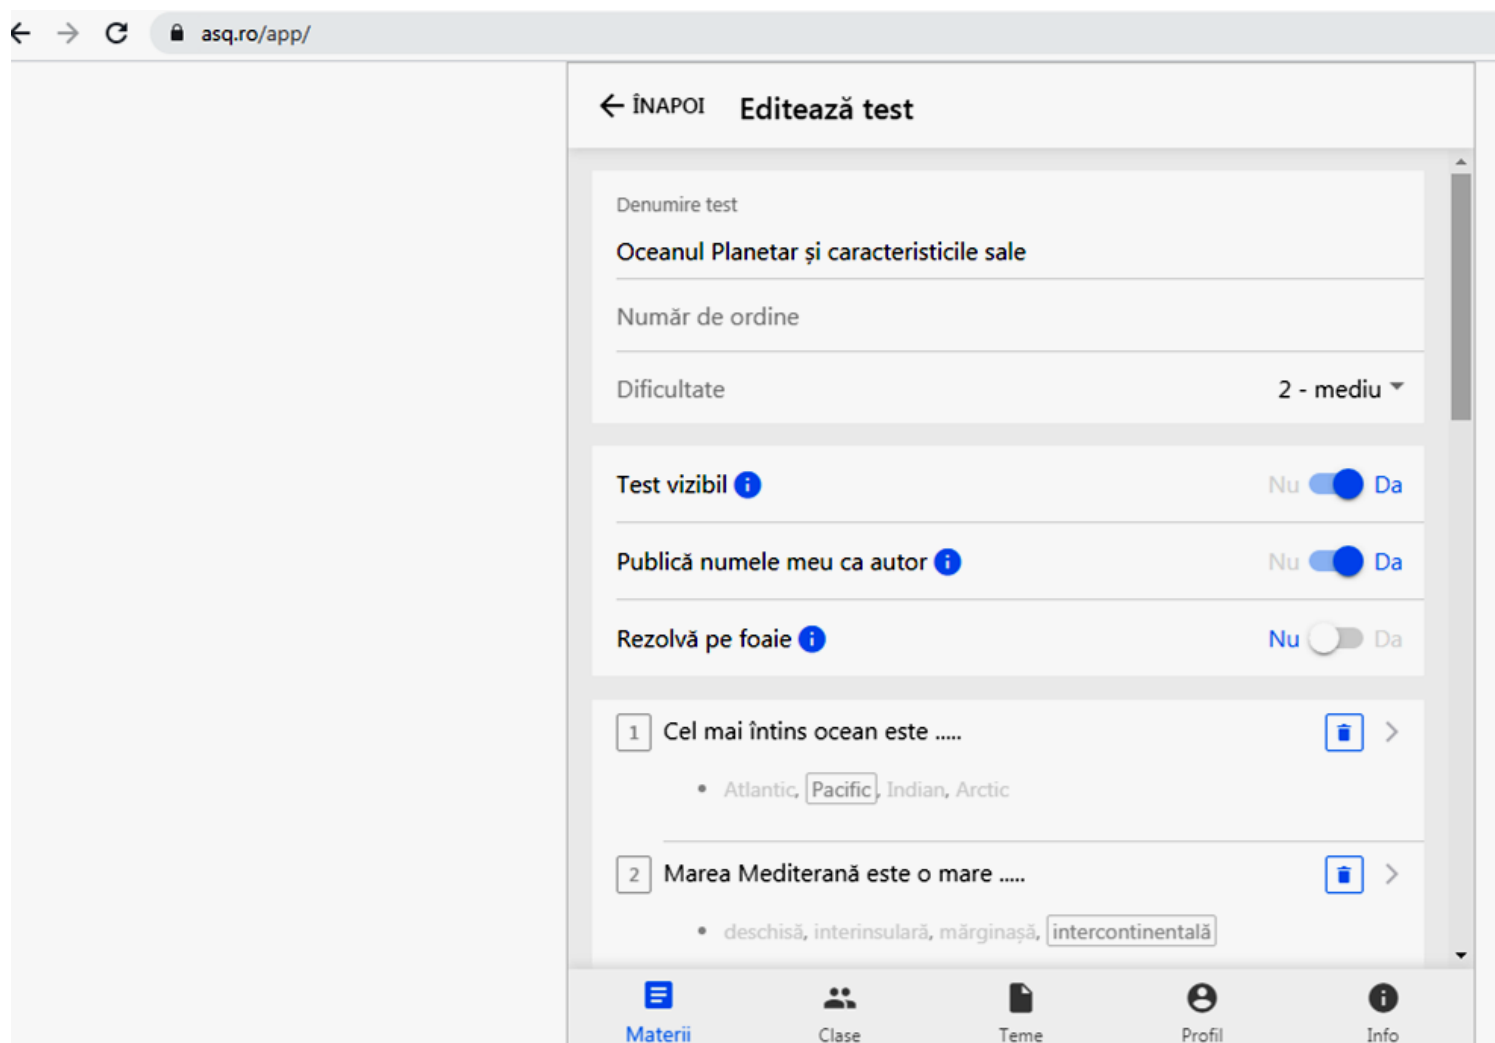 asq.ro/app/
ÎNAPOI Editează test
Denumire test
Oceanul Planetar și caracteristicile sale
Număr de ordine
Dificultate 2 - mediu
Test vizibil i Nu Da
Publică numele meu ca autor i Nu Da
Rezolvă pe foaie i Nu Da
1 Cel mai întins ocean este .....
• Atlantic, Pacific, Indian, Arctic
2 Marea Mediterană este o mare .....
• deschisă, interinsulară, mărginașă, intercontinentală
Materii Clase Teme Profil Info